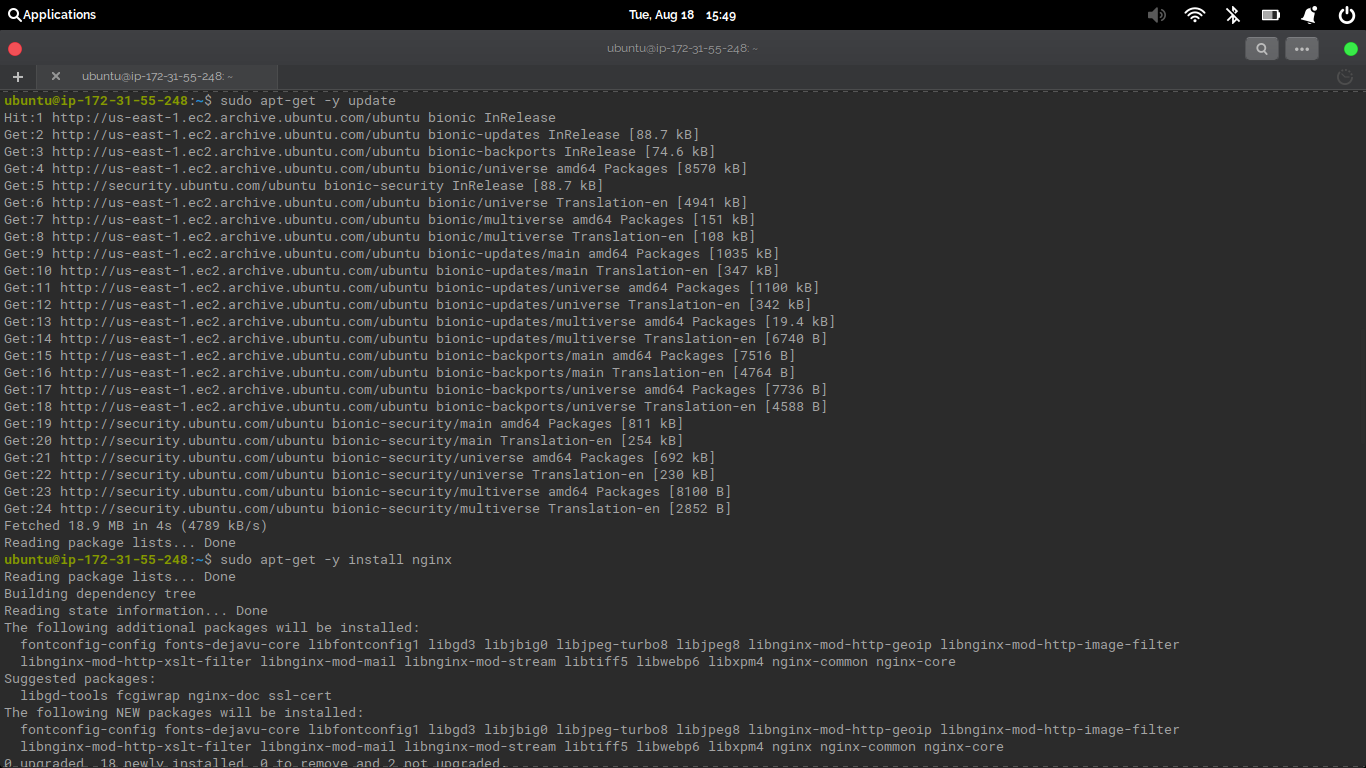 Applications
Tue, Aug 18 15:49
ubuntu@ip-172-31-55-248: ~
ubuntu@ip-172-31-55-248: ~
ubuntu@ip-172-31-55-248:~$ sudo apt-get -y update
Hit:1 http://us-east-1.ec2.archive.ubuntu.com/ubuntu bionic InRelease
Get:2 http://us-east-1.ec2.archive.ubuntu.com/ubuntu bionic-updates InRelease [88.7 kB]
Get:3 http://us-east-1.ec2.archive.ubuntu.com/ubuntu bionic-backports InRelease [74.6 kB]
Get:4 http://us-east-1.ec2.archive.ubuntu.com/ubuntu bionic/universe amd64 Packages [8570 kB]
Get:5 http://security.ubuntu.com/ubuntu bionic-security InRelease [88.7 kB]
Get:6 http://us-east-1.ec2.archive.ubuntu.com/ubuntu bionic/universe Translation-en [4941 kB]
Get:7 http://us-east-1.ec2.archive.ubuntu.com/ubuntu bionic/multiverse amd64 Packages [151 kB]
Get:8 http://us-east-1.ec2.archive.ubuntu.com/ubuntu bionic/multiverse Translation-en [108 kB]
Get:9 http://us-east-1.ec2.archive.ubuntu.com/ubuntu bionic-updates/main amd64 Packages [1035 kB]
Get:10 http://us-east-1.ec2.archive.ubuntu.com/ubuntu bionic-updates/main Translation-en [347 kB]
Get:11 http://us-east-1.ec2.archive.ubuntu.com/ubuntu bionic-updates/universe amd64 Packages [1100 kB]
Get:12 http://us-east-1.ec2.archive.ubuntu.com/ubuntu bionic-updates/universe Translation-en [342 kB]
Get:13 http://us-east-1.ec2.archive.ubuntu.com/ubuntu bionic-updates/multiverse amd64 Packages [19.4 kB]
Get:14 http://us-east-1.ec2.archive.ubuntu.com/ubuntu bionic-updates/multiverse Translation-en [6740 B]
Get:15 http://us-east-1.ec2.archive.ubuntu.com/ubuntu bionic-backports/main amd64 Packages [7516 B]
Get:16 http://us-east-1.ec2.archive.ubuntu.com/ubuntu bionic-backports/main Translation-en [4764 B]
Get:17 http://us-east-1.ec2.archive.ubuntu.com/ubuntu bionic-backports/universe amd64 Packages [7736 B]
Get:18 http://us-east-1.ec2.archive.ubuntu.com/ubuntu bionic-backports/universe Translation-en [4588 B]
Get:19 http://security.ubuntu.com/ubuntu bionic-security/main amd64 Packages [811 kB]
Get:20 http://security.ubuntu.com/ubuntu bionic-security/main Translation-en [254 kB]
Get:21 http://security.ubuntu.com/ubuntu bionic-security/universe amd64 Packages [692 kB]
Get:22 http://security.ubuntu.com/ubuntu bionic-security/universe Translation-en [230 kB]
Get:23 http://security.ubuntu.com/ubuntu bionic-security/multiverse amd64 Packages [8100 B]
Get:24 http://security.ubuntu.com/ubuntu bionic-security/multiverse Translation-en [2852 B]
Fetched 18.9 MB in 4s (4789 kB/s)
Reading package lists... Done
ubuntu@ip-172-31-55-248:~$ sudo apt-get -y install nginx
Reading package lists... Done
Building dependency tree
Reading state information... Done
The following additional packages will be installed:
  fontconfig-config fonts-dejavu-core libfontconfig1 libgd3 libjbig0 libjpeg-turbo8 libjpeg8 libnginx-mod-http-geoip libnginx-mod-http-image-filter
  libnginx-mod-http-xslt-filter libnginx-mod-mail libnginx-mod-stream libtiff5 libwebp6 libxpm4 nginx-common nginx-core
Suggested packages:
  libgd-tools fcgiwrap nginx-doc ssl-cert
The following NEW packages will be installed:
  fontconfig-config fonts-dejavu-core libfontconfig1 libgd3 libjbig0 libjpeg-turbo8 libjpeg8 libnginx-mod-http-geoip libnginx-mod-http-image-filter
  libnginx-mod-http-xslt-filter libnginx-mod-mail libnginx-mod-stream libtiff5 libwebp6 libxpm4 nginx nginx-common nginx-core
0 upgraded, 18 newly installed, 0 to remove and 2 not upgraded.